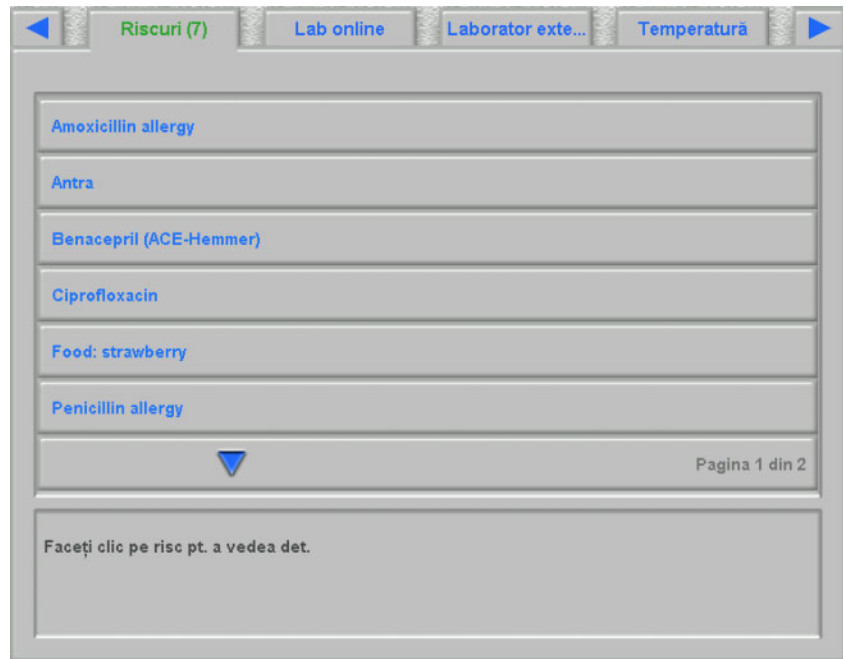 Riscuri (7) Lab online Laborator exte... Temperatură
Amoxicillin allergy
Antra
Benacepril (ACE-Hemmer)
Ciprofloxacin
Food: strawberry
Penicillin allergy
Pagina 1 din 2
Faceți clic pe risc pt. a vedea det.